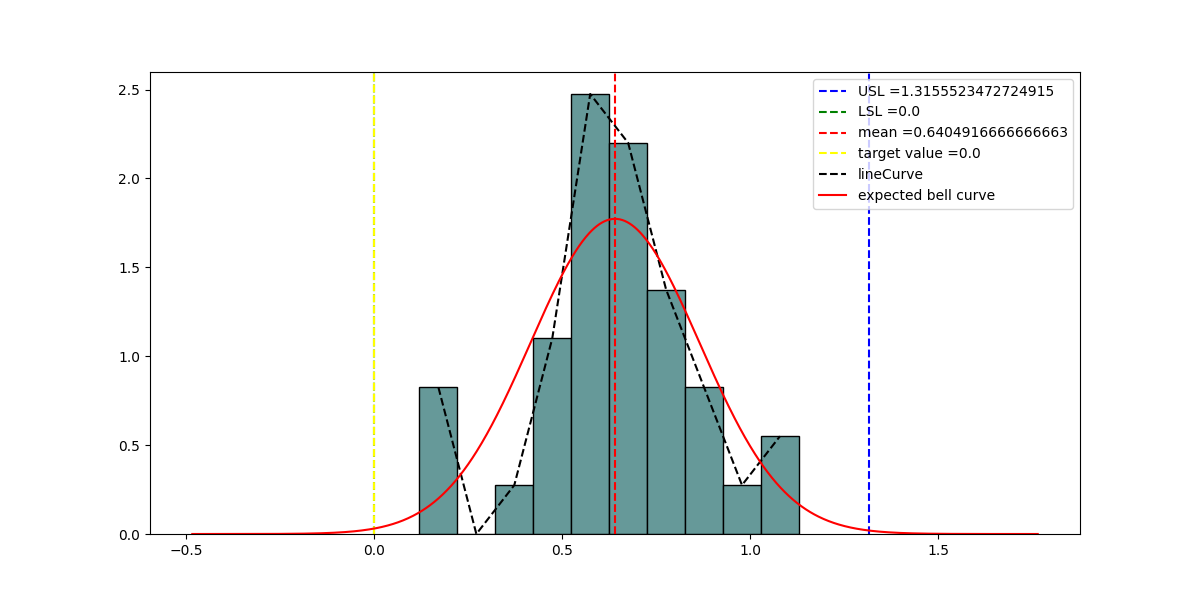 2.5
2.0
1.5
1.0
0.5
0.0
−0.5
0.0
0.5
1.0
1.5
USL =1.3155523472724915
LSL =0.0
mean =0.6404916666666663
target value =0.0
lineCurve
expected bell curve